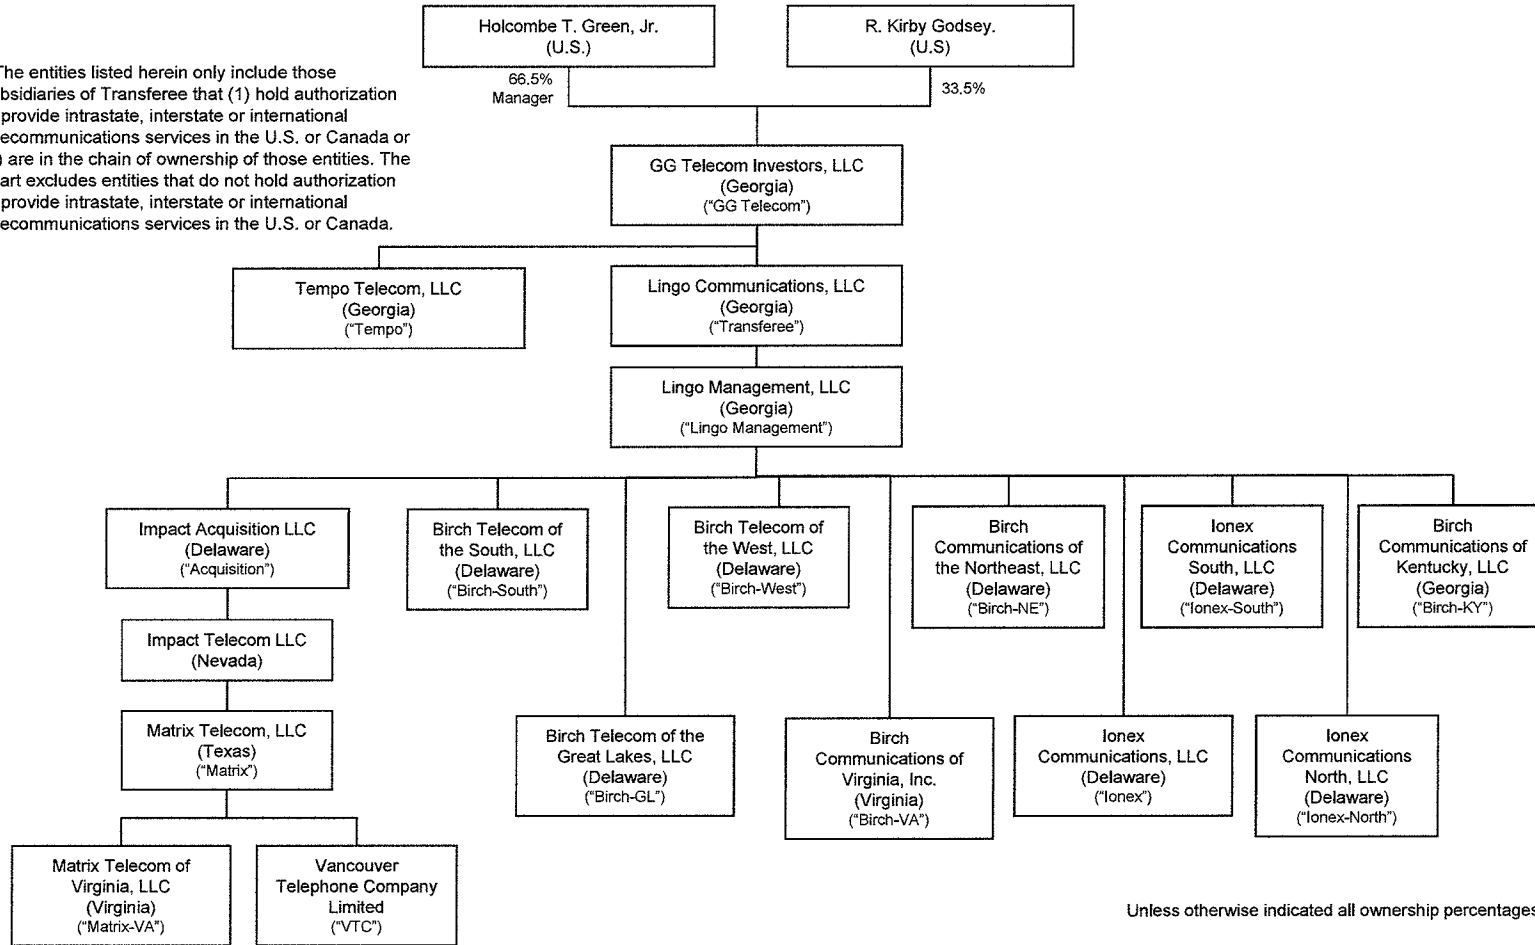 Holcombe T. Green, Jr.
(U.S.)
R. Kirby Godsey.
(U.S)
66.5%
Manager
33.5%
The entities listed herein only include those
bsidiaries of Transferee that (1) hold authorization
provide intrastate, interstate or international
ecommunications services in the U.S. or Canada or
) are in the chain of ownership of those entities. The
art excludes entities that do not hold authorization
provide intrastate, interstate or international
ecommunications services in the U.S. or Canada.
GG Telecom Investors, LLC
(Georgia)
("GG Telecom")
Tempo Telecom, LLC
(Georgia)
("Tempo")
Lingo Communications, LLC
(Georgia)
("Transferee")
Lingo Management, LLC
(Georgia)
("Lingo Management")
Impact Acquisition LLC
(Delaware)
("Acquisition")
Birch Telecom of
the South, LLC
(Delaware)
("Birch-South")
Birch Telecom of
the West, LLC
(Delaware)
("Birch-West")
Birch
Communications of
the Northeast, LLC
(Delaware)
("Birch-NE")
Ionex
Communications
South, LLC
(Delaware)
("Ionex-South")
Birch
Communications of
Kentucky, LLC
(Georgia)
("Birch-KY")
Impact Telecom LLC
(Nevada)
Matrix Telecom, LLC
(Texas)
("Matrix")
Birch Telecom of the
Great Lakes, LLC
(Delaware)
("Birch-GL")
Birch
Communications of
Virginia, Inc.
(Virginia)
("Birch-VA")
Ionex
Communications, LLC
(Delaware)
("Ionex")
Ionex
Communications
North, LLC
(Delaware)
("Ionex-North")
Matrix Telecom of
Virginia, LLC
(Virginia)
("Matrix-VA")
Vancouver
Telephone Company
Limited
("VTC")
Unless otherwise indicated all ownership percentages